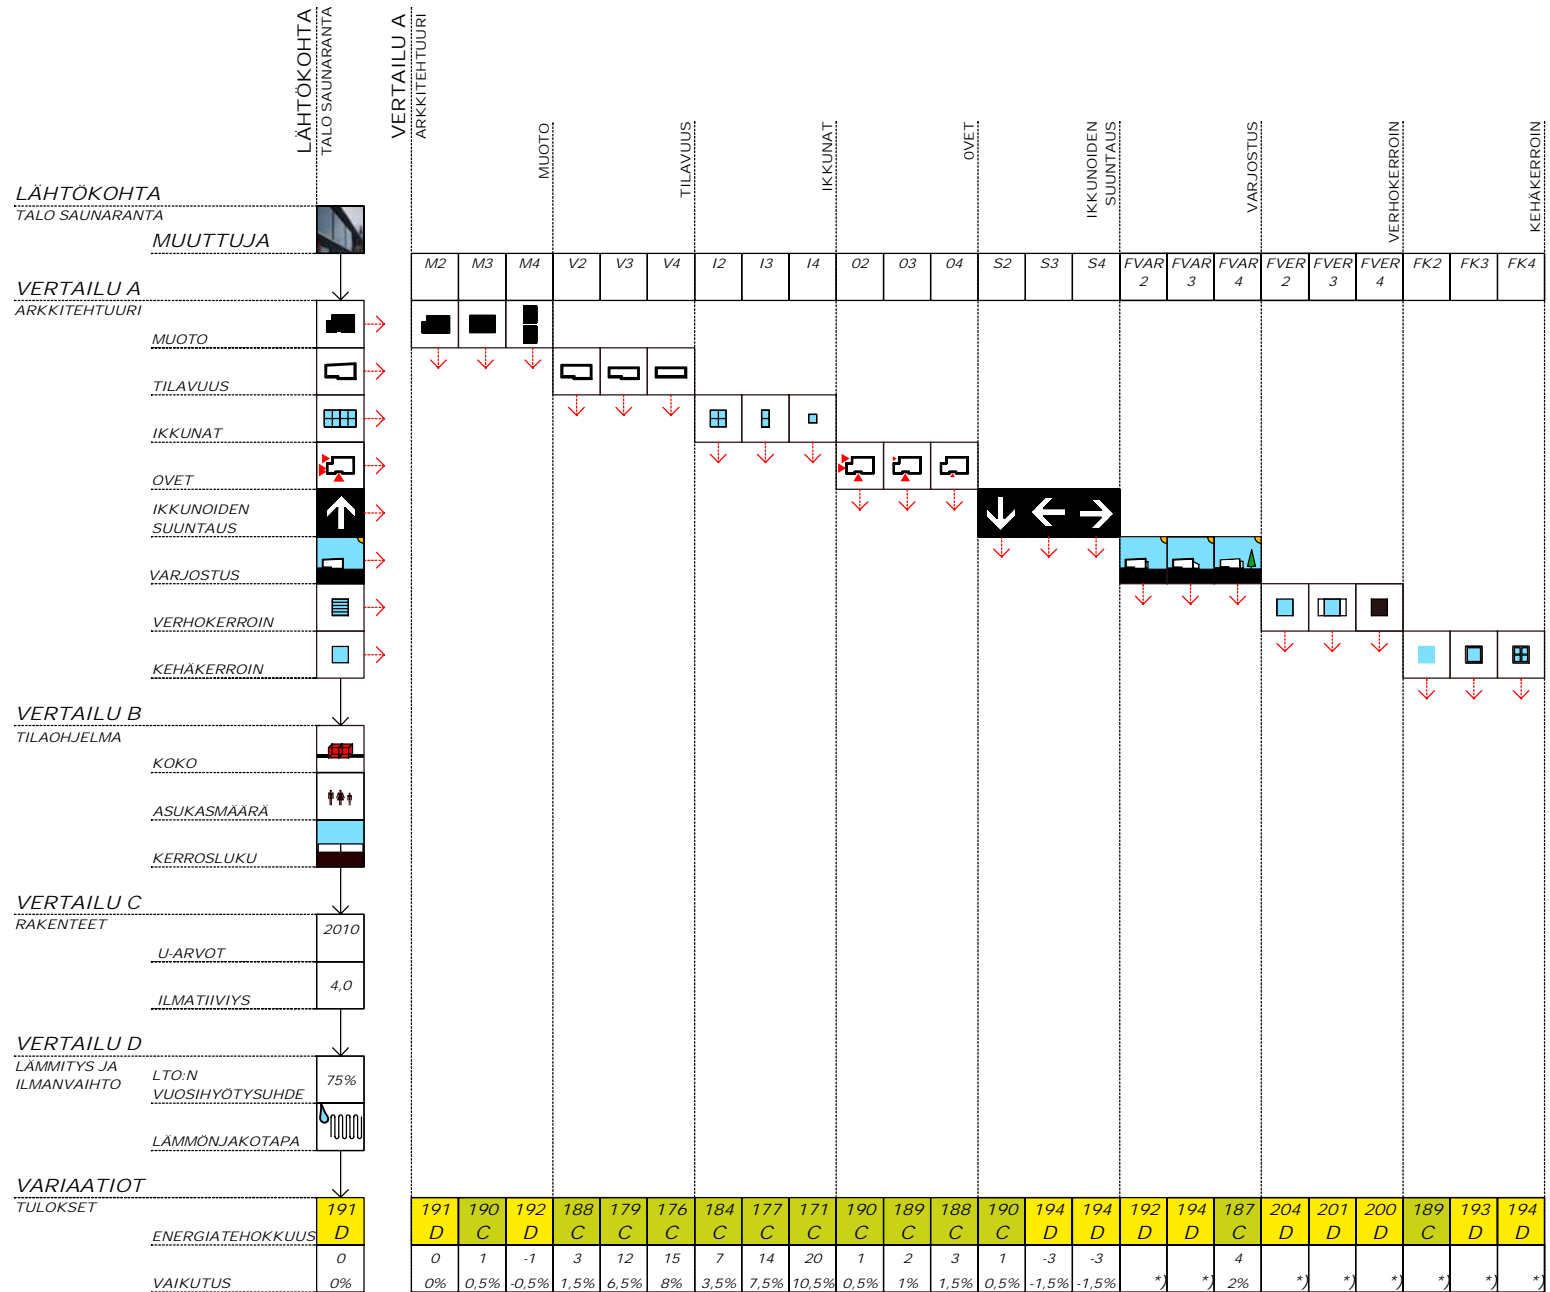 LÄHTÖKOHTA
TALO SAUNARANTA
VERTAILU A
ARKKITEHTUURI
MUOTO
TILAVUUS
IKKUNAT
0VET
IKKUNOIDEN
SUUNTAUS
VARJOSTUS
VERHOKERROIN
KEHÄKERROIN
LÄHTÖKOHTA
TALO SAUNARANTA
MUUTTUJA
M2 M3 M4 V2 V3 V4 I2 I3 I4 02 03 04 S2 S3 S4 FVAR 2 FVAR 3 FVAR 4 FVER 2 FVER 3 FVER 4 FK2 FK3 FK4
VERTAILU A
ARKKITEHTUURI
MUOTO
TILAVUUS
IKKUNAT
OVET
IKKUNOIDEN
SUUNTAUS
VARJOSTUS
VERHOKERROIN
KEHÄKERROIN
VERTAILU B
TILAOHJELMA
KOKO
ASUKASMÄÄRÄ
KERROSLUKU
VERTAILU C
RAKENTEET
2010
U-ARVOT
4,0
ILMATIIVIYS
VERTAILU D
LÄMMITYS JA
ILMANVAIHTO
LTO:N
VUOSIHYÖTYSUHDE
75%
LÄMMÖNJAKOTAPA
VARIAATIOT
TULOKSET
191 191 190 192 188 179 176 184 177 171 190 189 188 190 194 194 192 194 187 204 201 200 189 193 194
ENERGIATEHOKKUUS D D C D C C C C C C C C C C D D D D C D D D C D D
0 0 1 -1 3 12 15 7 14 20 1 2 3 1 -3 -3 4
VAIKUTUS 0% 0% 0,5% -0,5% 1,5% 6,5% 8% 3,5% 7,5% 10,5% 0,5% 1% 1,5% 0,5% -1,5% -1,5% *) *) 2% *) *) *) *) *) *)